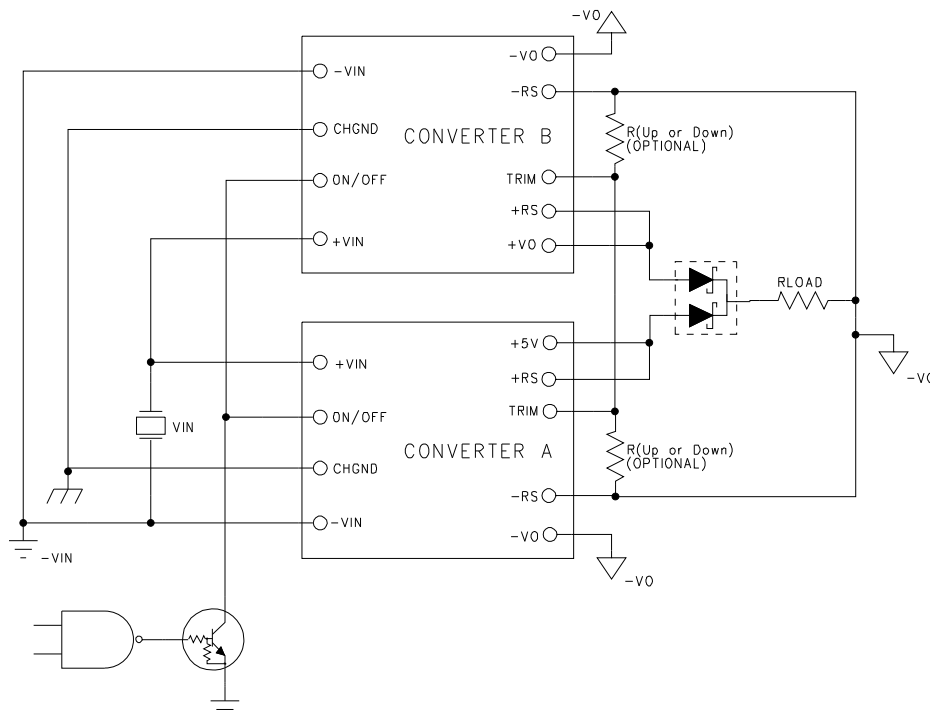 -VO
-VIN
CHGND
ON/OFF
+VIN
CONVERTER B
-VO
-RS
TRIM
+RS
+VO
R(Up or Down)
(OPTIONAL)
RLOAD
-VO
+VIN
ON/OFF
CHGND
-VIN
CONVERTER A
+5V
+RS
TRIM
-RS
-VO
R(Up or Down)
(OPTIONAL)
-VO
VIN
-VIN